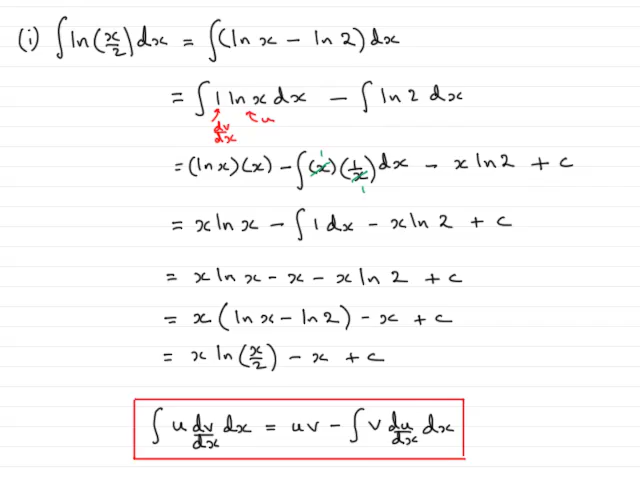 (i) ∫ ln(x/2) dx = ∫(ln x − ln 2) dx
= ∫ 1 ln x dx − ∫ ln 2 dx
dv/dx u
= (ln x)(x) − ∫(x)(1/x) dx − x ln 2 + c
= x ln x − ∫ 1 dx − x ln 2 + c
= x ln x − x − x ln 2 + c
= x (ln x − ln 2) − x + c
= x ln(x/2) − x + c
∫ u dv/dx dx = uv − ∫ v du/dx dx